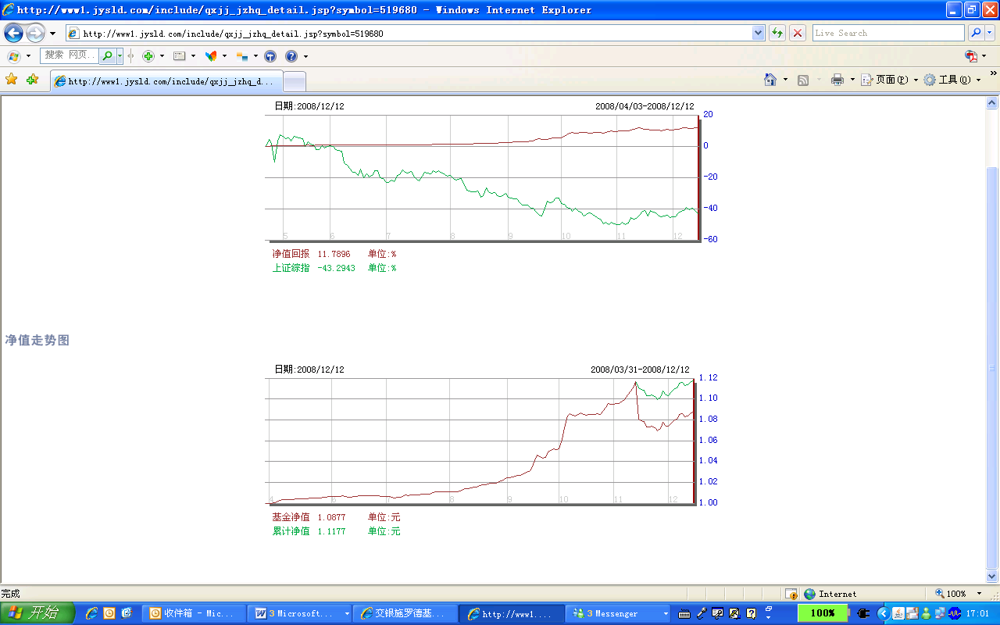 http://www1.jysld.com/include/qxjj_jzhq_detail.jsp?symbol=519680 - Windows Internet Explorer
http://www1.jysld.com/include/qxjj_jzhq_detail.jsp?symbol=519680
Live Search
搜索 网页...
http://www1.jysld.com/include/qxjj_jzhq_d...
页面(P)
工具(O)
日期:2008/12/12
2008/04/03-2008/12/12
20
0
-20
-40
-60
5 6 7 8 9 10 11 12
净值回报 11.7896 单位:%
上证综指 -43.2943 单位:%
净值走势图
日期:2008/12/12
2008/03/31-2008/12/12
1.12
1.10
1.08
1.06
1.04
1.02
1.00
4 6 7 8 9 10 11 12
基金净值 1.0877 单位:元
累计净值 1.1177 单位:元
完成
Internet
100%
开始
收件箱 - Mic...
3 Microsoft...
交银施罗德基...
http://www1....
3 Messenger
100%
17:01